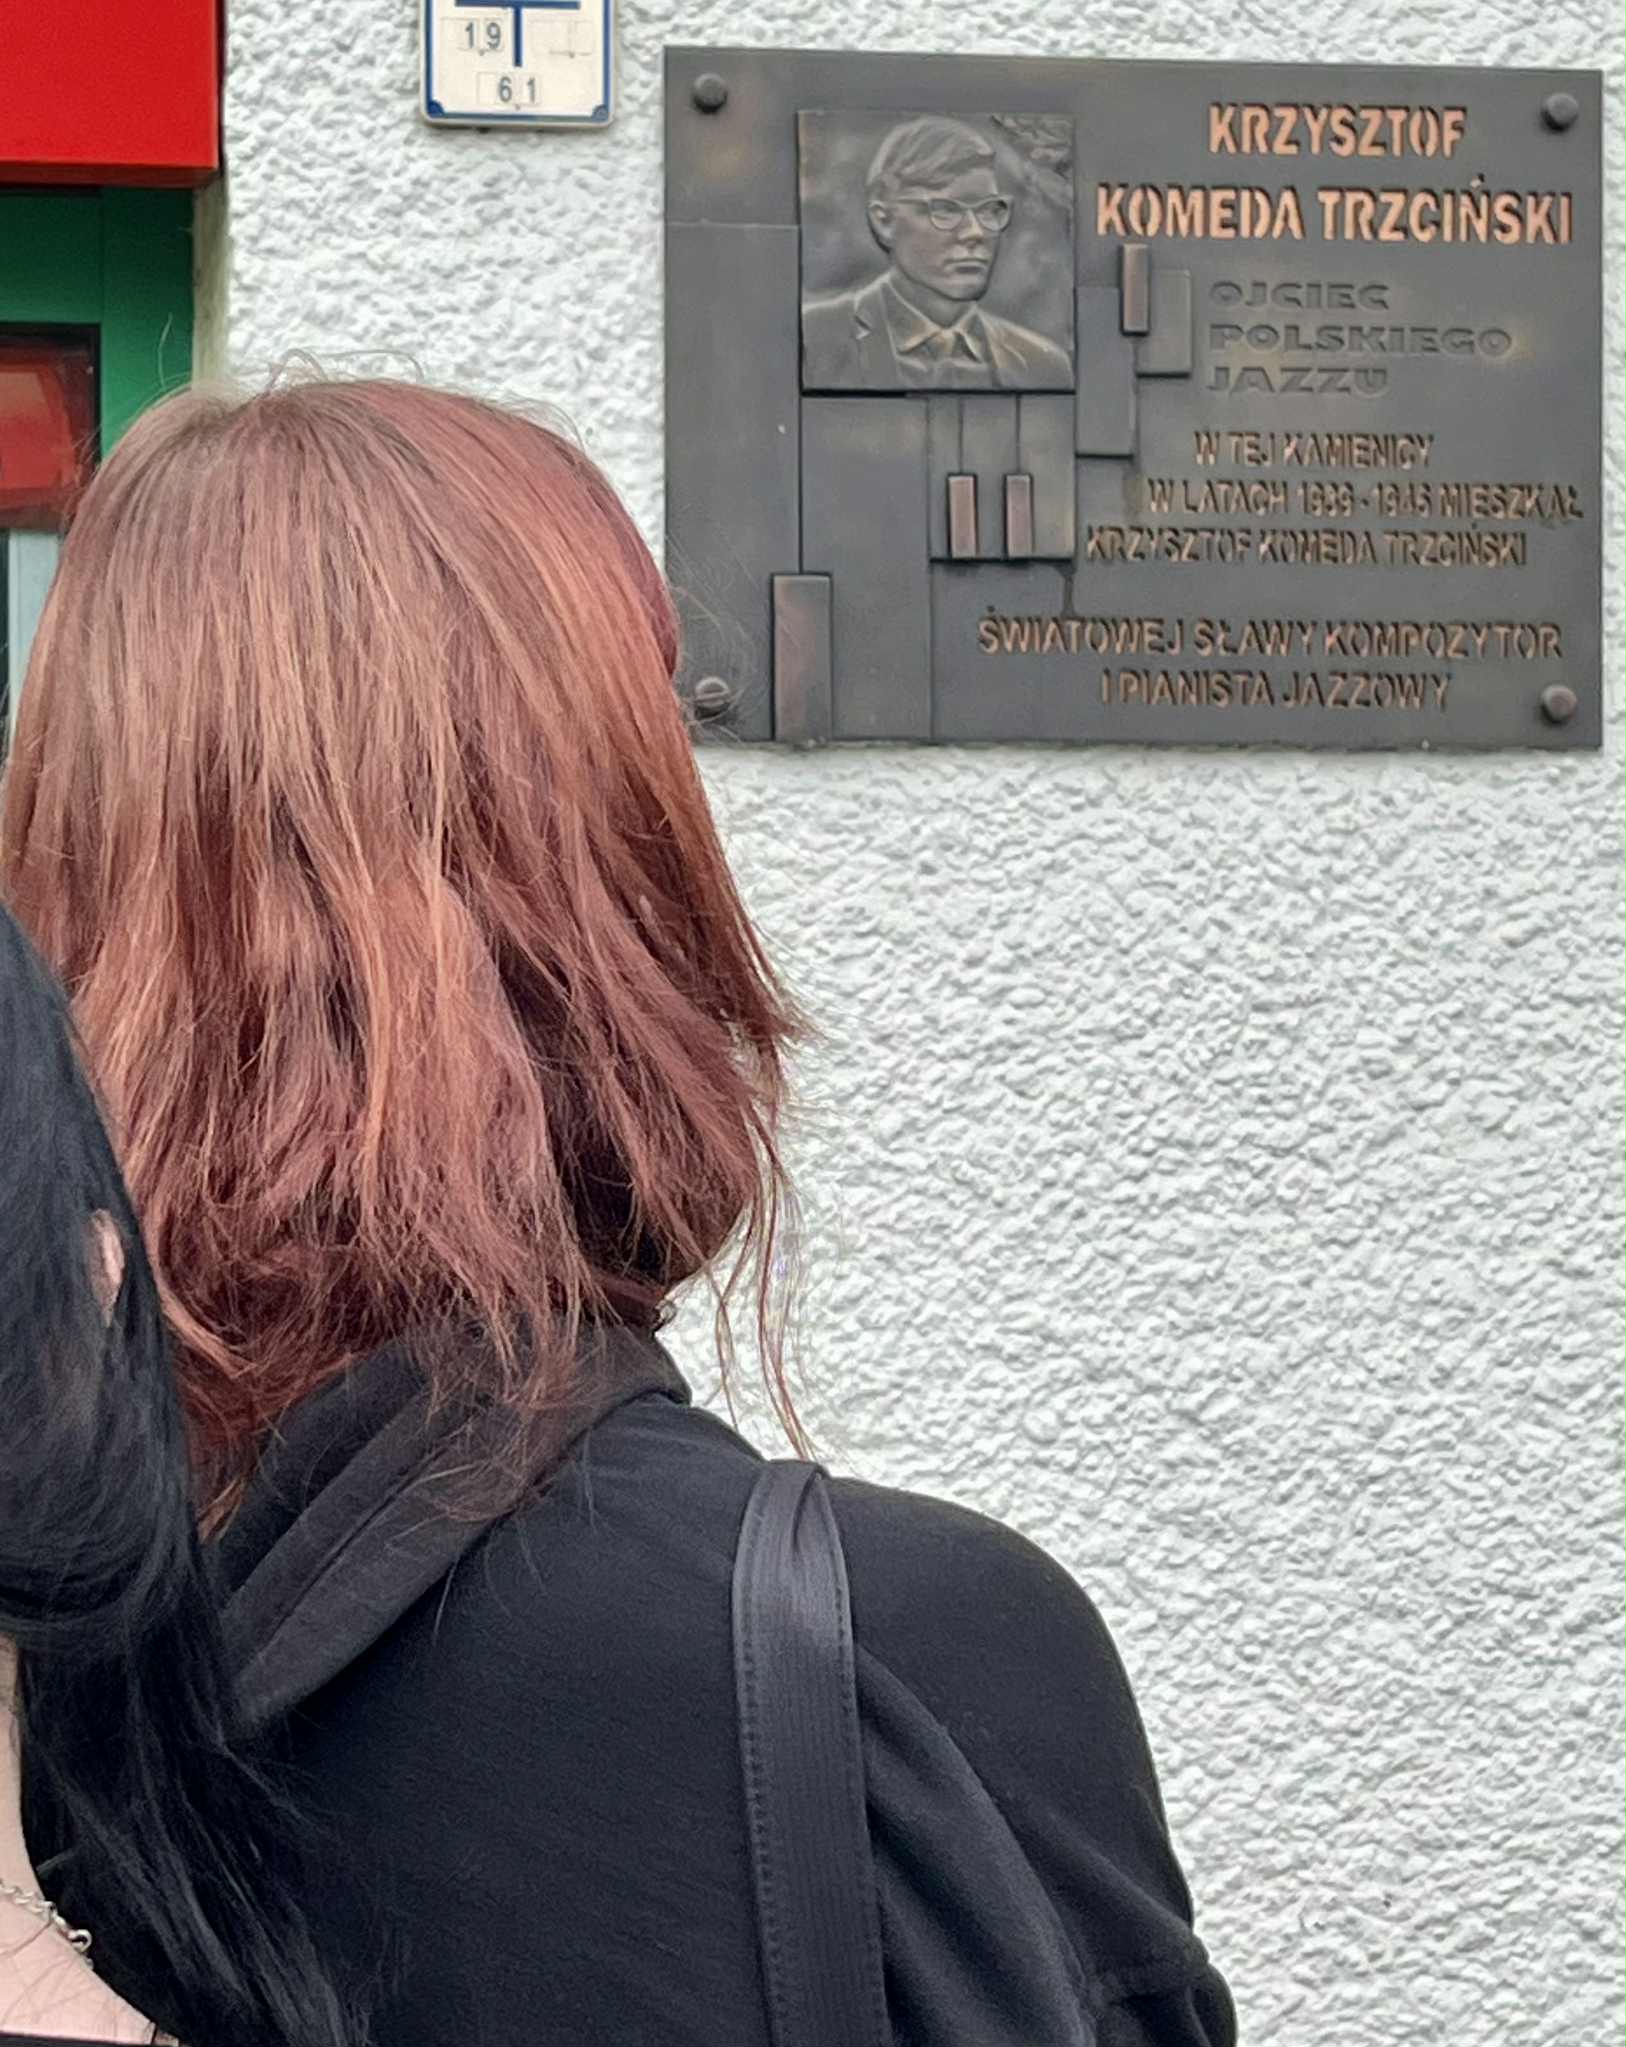 19
61
KRZYSZTOF
KOMEDA TRZCIŃSKI
OJCIEC
POLSKIEGO
JAZZU
W TEJ KAMIENICY
W LATACH 1939 - 1945 MIESZKAŁ
KRZYSZTOF KOMEDA TRZCIŃSKI
ŚWIATOWEJ SŁAWY KOMPOZYTOR
I PIANISTA JAZZOWY